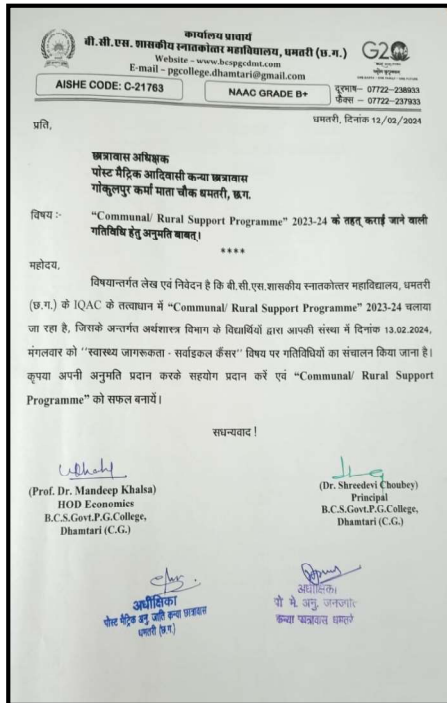 कार्यालय प्राचार्य
बी.सी.एस. शासकीय स्नातकोत्तर महाविद्यालय, धमतरी (छ.ग.)
Website - www.bcspgcdmt.com
E-mail – pgcollege.dhamtari@gmail.com
G20
AISHE CODE: C-21763
NAAC GRADE B+
दूरभाष– 07722-238933
फैक्स - 07722-237933
धमतरी, दिनांक 12/02/2024
प्रति,
छात्रावास अधिक्षक
पोस्ट मैट्रिक आदिवासी कन्या छात्रावास
गोकुलपुर कर्मा माता चौक धमतरी, छ.ग.
विषय :- “Communal/ Rural Support Programme” 2023-24 के तहत् कराई जाने वाली
गतिविधि हेतु अनुमति बाबत्।
****
महोदय,
विषयान्तर्गत लेख एवं निवेदन है कि बी.सी.एस.शासकीय स्नातकोत्तर महाविद्यालय, धमतरी
(छ.ग.) के IQAC के तत्वाधान में “Communal/ Rural Support Programme” 2023-24 चलाया
जा रहा है, जिसके अन्तर्गत अर्थशास्त्र विभाग के विद्यार्थियों द्वारा आपकी संस्था में दिनांक 13.02.2024,
मंगलवार को “स्वास्थ्य जागरूकता - सर्वाइकल कैंसर” विषय पर गतिविधियों का संचालन किया जाना है।
कृपया अपनी अनुमति प्रदान करके सहयोग प्रदान करें एवं “Communal/ Rural Support
Programme” को सफल बनायें।
सधन्यवाद !
(Prof. Dr. Mandeep Khalsa)
HOD Economics
B.C.S.Govt.P.G.College,
Dhamtari (C.G.)
(Dr. Shreedevi Choubey)
Principal
B.C.S.Govt.P.G.College,
Dhamtari (C.G.)
अधीक्षिका
पोस्ट मैट्रिक अनु. जाति कन्या छात्रावास
धमतरी (छ.ग.)
अधीक्षिका
पो. मै. अनु. जनजाति
कन्या छात्रावास धमतरी